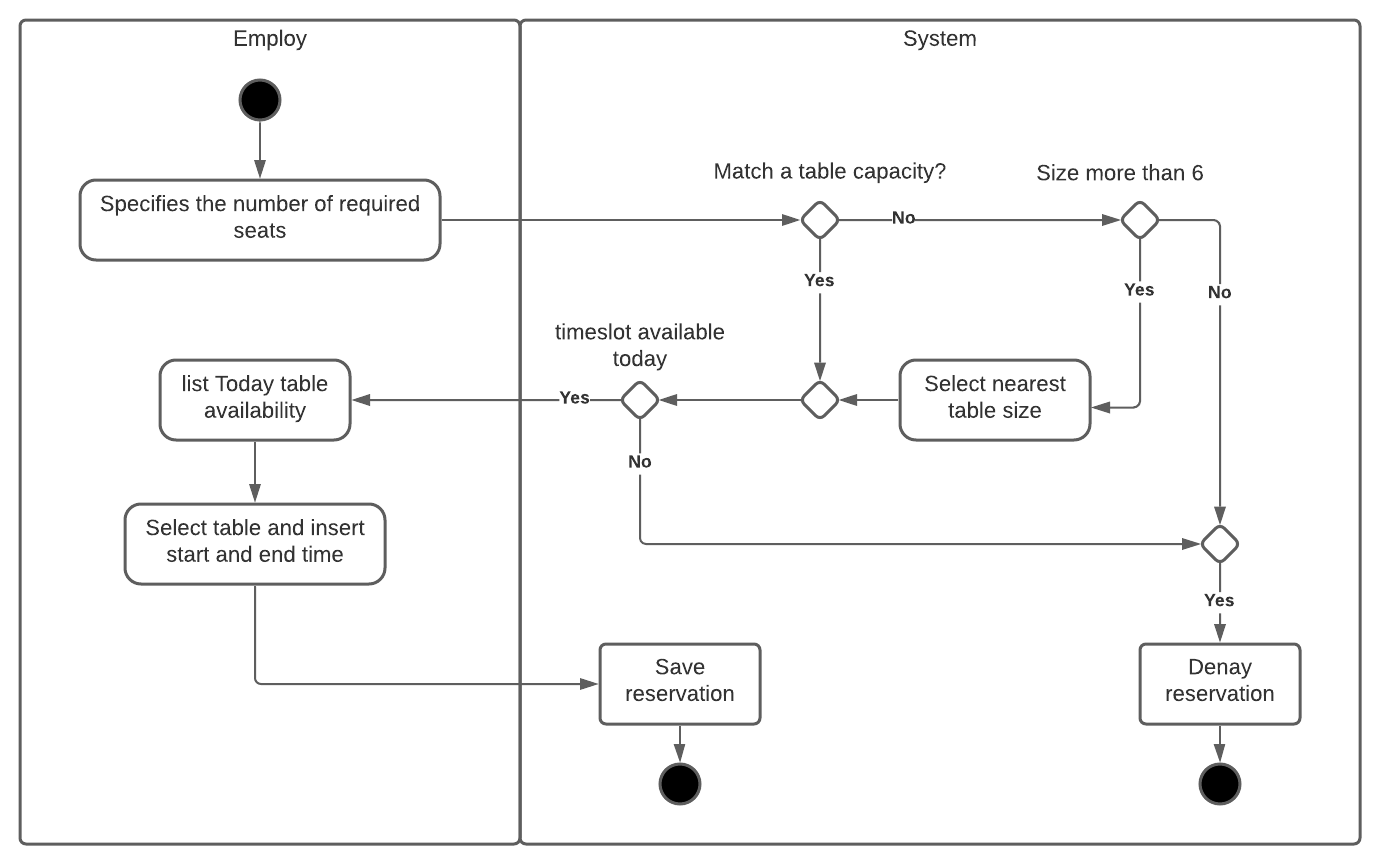 Employ
System
Specifies the number of required
seats
Match a table capacity?
Size more than 6
No
Yes
Yes
No
timeslot available
today
list Today table
availability
Yes
Select nearest
table size
No
Select table and insert
start and end time
Yes
Save
reservation
Denay
reservation